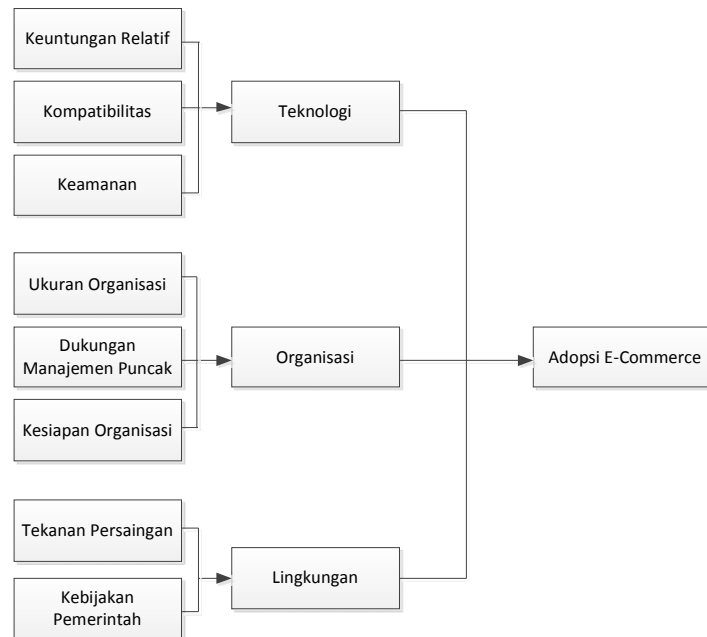 Keuntungan Relatif
Kompatibilitas
Keamanan
Teknologi
Ukuran Organisasi
Dukungan
Manajemen Puncak
Kesiapan Organisasi
Organisasi
Adopsi E-Commerce
Tekanan Persaingan
Kebijakan
Pemerintah
Lingkungan